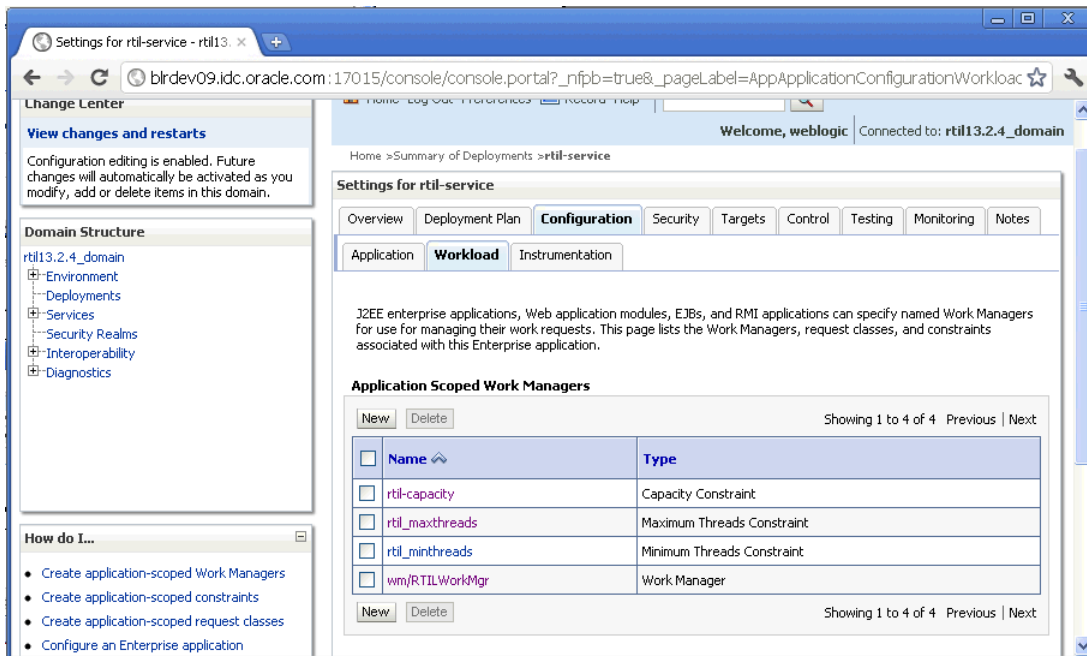 Settings for rtil-service - rtil13.
blrdev09.idc.oracle.com:17015/console/console.portal?_nfpb=true&_pageLabel=AppApplicationConfigurationWorkloac
Change Center
View changes and restarts
Configuration editing is enabled. Future
changes will automatically be activated as you
modify, add or delete items in this domain.
Domain Structure
rtil13.2.4_domain
Environment
Deployments
Services
Security Realms
Interoperability
Diagnostics
How do I...
Create application-scoped Work Managers
Create application-scoped constraints
Create application-scoped request classes
Configure an Enterprise application
Home Log Out Preferences Record Help
Welcome, weblogic Connected to: rtil13.2.4_domain
Home >Summary of Deployments >rtil-service
Settings for rtil-service
Overview Deployment Plan Configuration Security Targets Control Testing Monitoring Notes
Application Workload Instrumentation
J2EE enterprise applications, Web application modules, EJBs, and RMI applications can specify named Work Managers
for use for managing their work requests. This page lists the Work Managers, request classes, and constraints
associated with this Enterprise application.
Application Scoped Work Managers
New Delete Showing 1 to 4 of 4 Previous | Next
Name Type
rtil-capacity Capacity Constraint
rtil_maxthreads Maximum Threads Constraint
rtil_minthreads Minimum Threads Constraint
wm/RTILWorkMgr Work Manager
New Delete Showing 1 to 4 of 4 Previous | Next